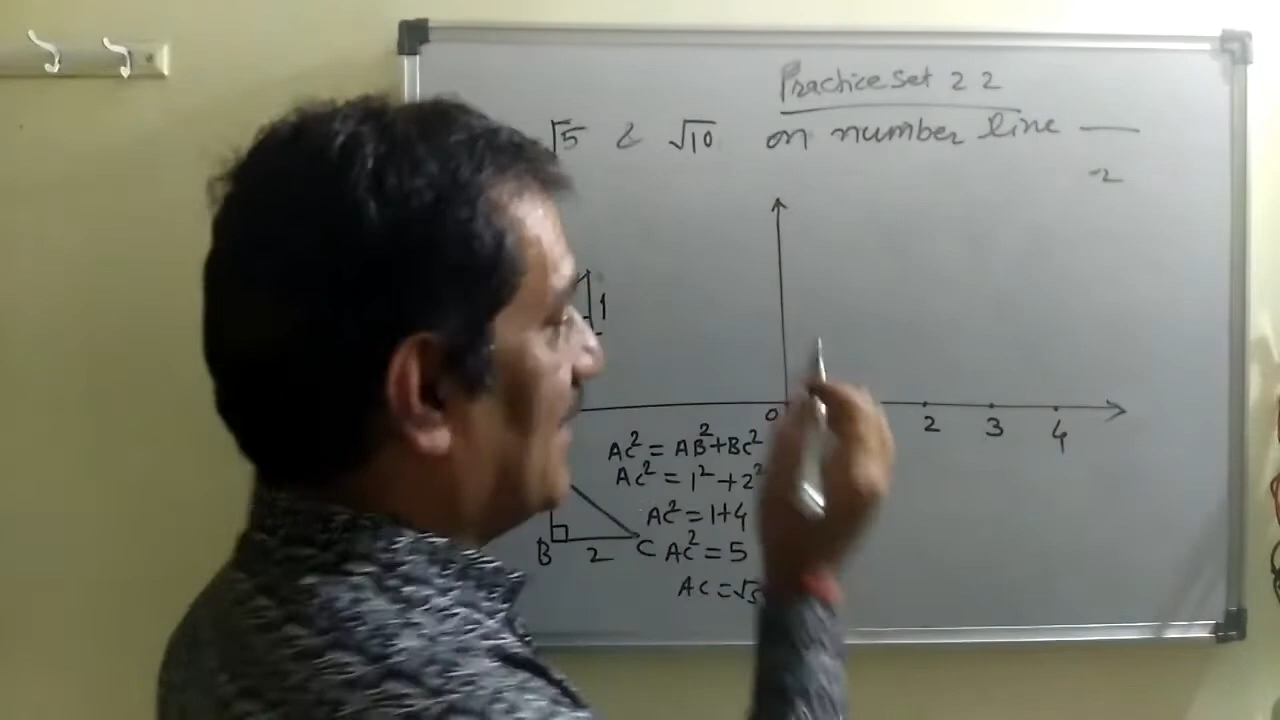 Practice Set 2 2
√5 & √10 on number line
-2
1
0 2 3 4
AC² = AB² + BC²
AC² = 1² + 2²
AC² = 1+4
B 2 C AC² = 5
AC = √5